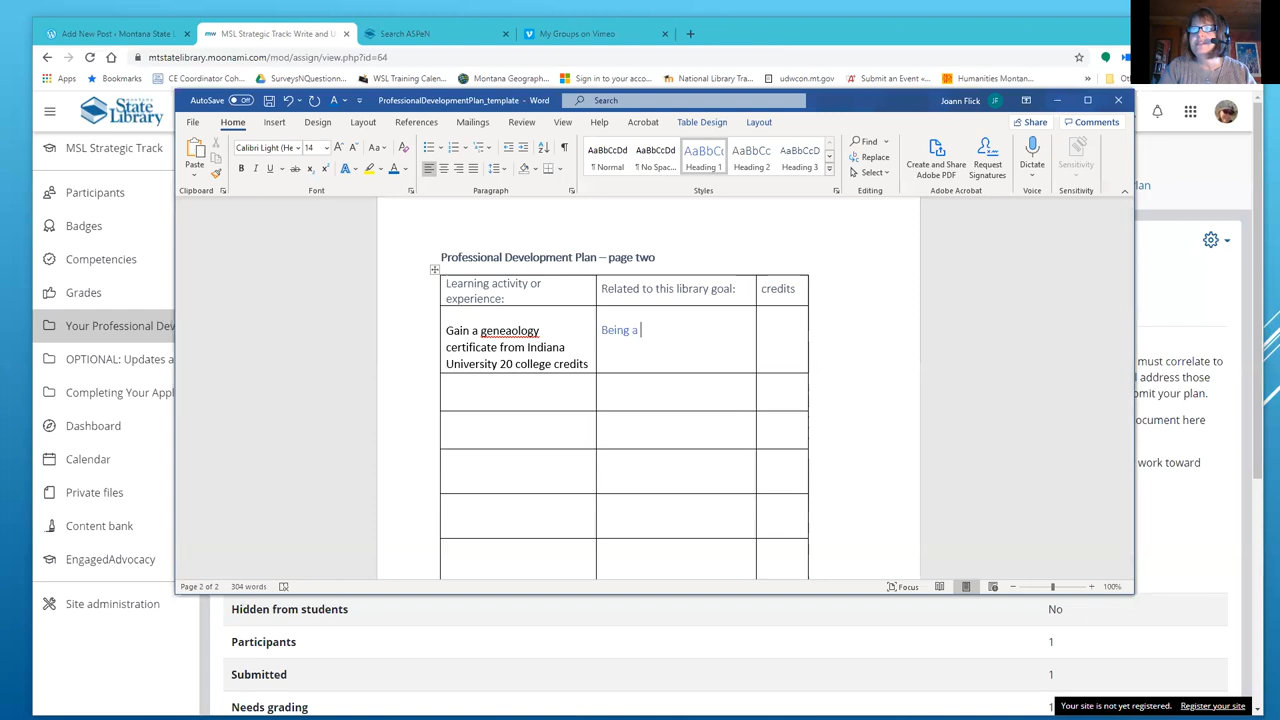 Add New Post ‹ Montana State L
MSL Strategic Track: Write and U
Search ASPeN
My Groups on Vimeo
mtstatelibrary.moonami.com/mod/assign/view.php?id=64
Apps
Bookmarks
CE Coordinator Coh...
SurveysNQuestionn...
WSL Training Calen...
Montana Geograph...
Sign in to your acco...
National Library Tra...
udwcon.mt.gov
Submit an Event «...
Humanities Montan...
MONTANA State Library
MSL Strategic Track
Participants
Badges
Competencies
Grades
Your Professional Dev
OPTIONAL: Updates a
Completing Your Appl
Dashboard
Calendar
Private files
Content bank
EngagedAdvocacy
Site administration
AutoSave Off
ProfessionalDevelopmentPlan_template - Word
Search
Joann Flick JF
File Home Insert Design Layout References Mailings Review View Help Acrobat Table Design Layout
Share Comments
Paste
Clipboard
Calibri Light (He 14
Font
Paragraph
AaBbCcDd AaBbCcDd AaBbCc AaBbCc AaBbCcD
¶ Normal ¶ No Spac... Heading 1 Heading 2 Heading 3
Styles
Find
Replace
Select
Editing
Create and Share Adobe PDF
Request Signatures
Adobe Acrobat
Dictate
Voice
Sensitivity
Sensitivity
Professional Development Plan – page two
Learning activity or
experience:
Related to this library goal:
credits
Gain a geneaology
certificate from Indiana
University 20 college credits
Being a
Page 2 of 2 304 words
Focus
100%
lan
must correlate to
l address those
bmit your plan.
ocument here
work toward
Hidden from students No
Participants 1
Submitted 1
Needs grading 1
Your site is not yet registered. Register your site